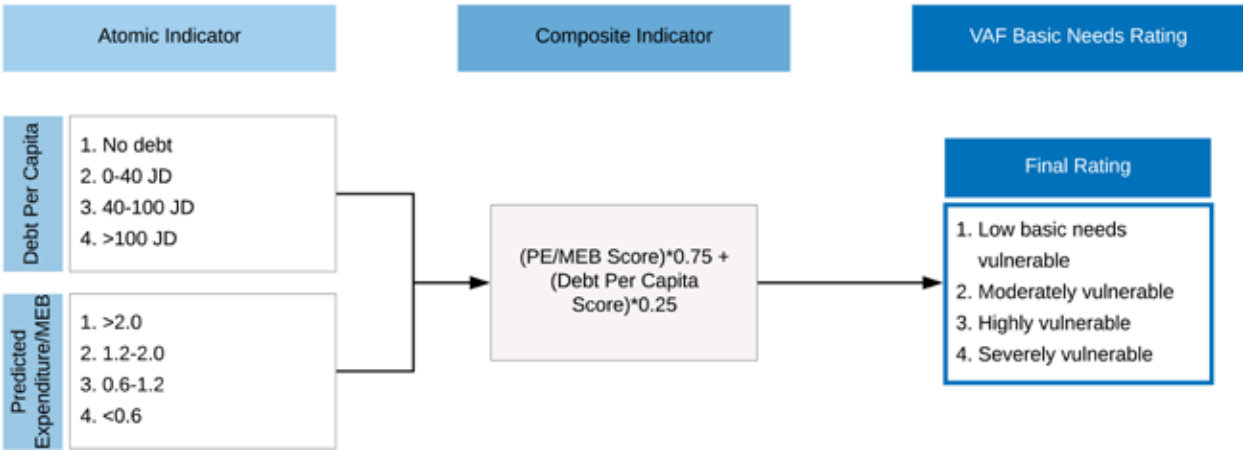 Atomic Indicator
Composite Indicator
VAF Basic Needs Rating
Debt Per Capita
1. No debt
2. 0-40 JD
3. 40-100 JD
4. >100 JD
Predicted
Expenditure/MEB
1. >2.0
2. 1.2-2.0
3. 0.6-1.2
4. <0.6
(PE/MEB Score)*0.75 +
(Debt Per Capita
Score)*0.25
Final Rating
1. Low basic needs
vulnerable
2. Moderately vulnerable
3. Highly vulnerable
4. Severely vulnerable